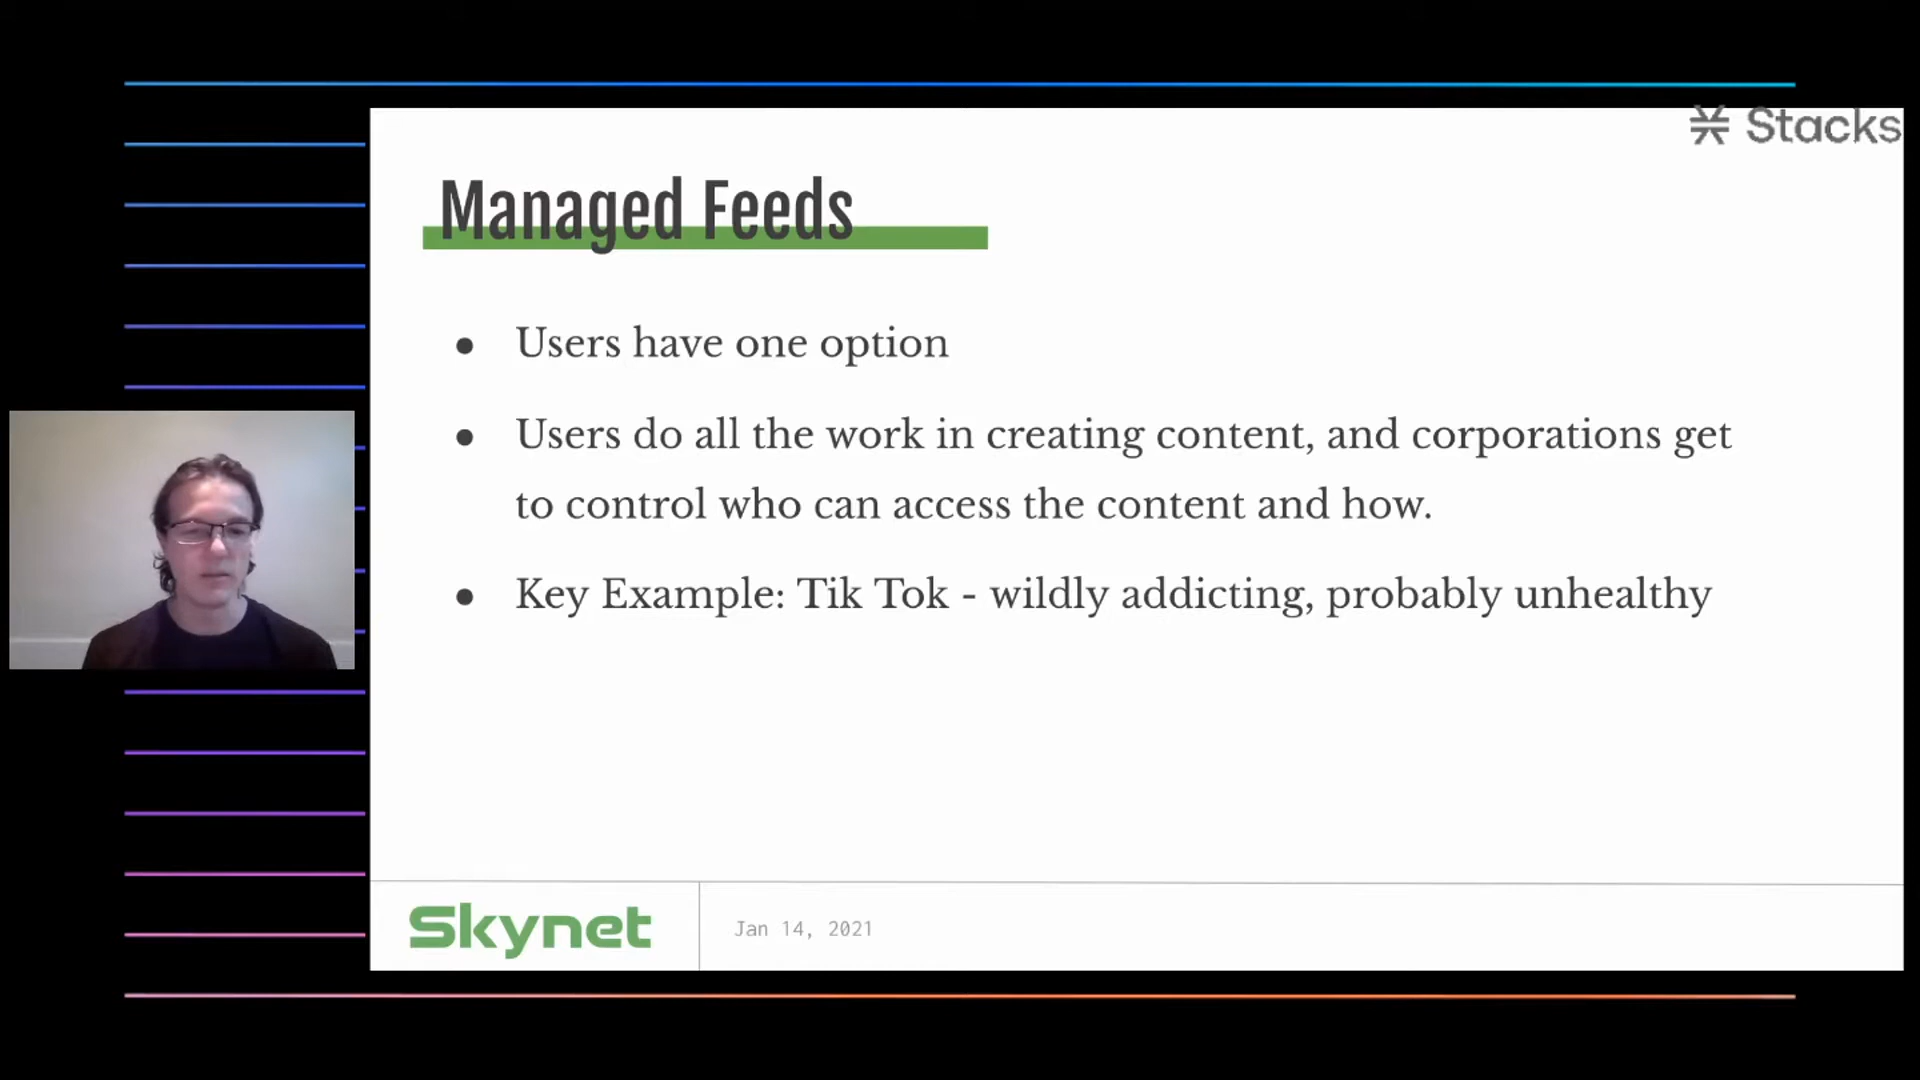 Stacks
Managed Feeds
● Users have one option
● Users do all the work in creating content, and corporations get
to control who can access the content and how.
● Key Example: Tik Tok - wildly addicting, probably unhealthy
Skynet
Jan 14, 2021